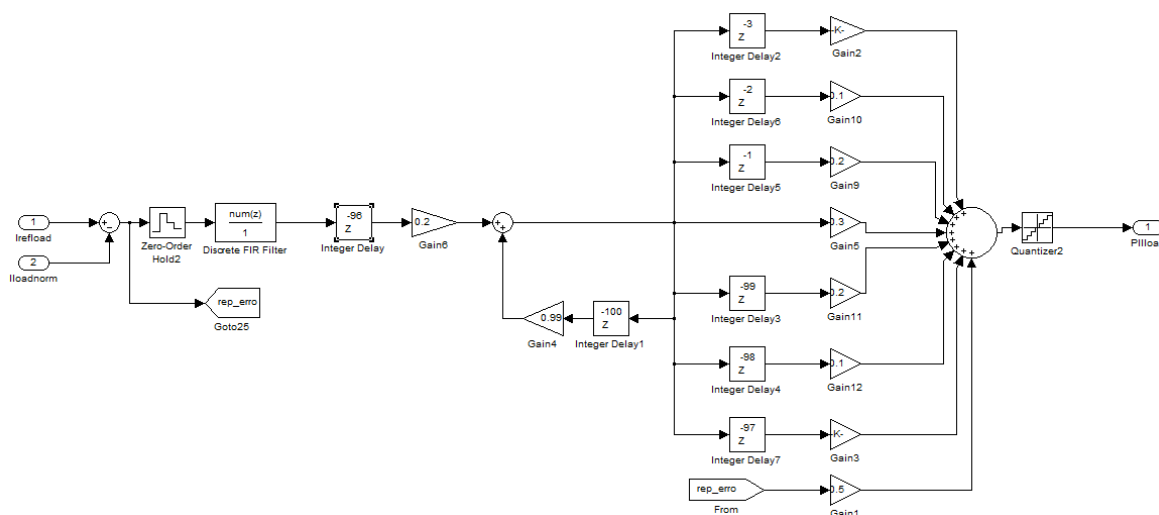 -3
Z
Integer Delay2
-K-
Gain2
-2
Z
Integer Delay6
0.1
Gain10
-1
Z
Integer Delay5
0.2
Gain9
1
Irefload
2
Iloadnorm
Zero-Order
Hold2
num(z)
1
Discrete FIR Filter
-96
Z
Integer Delay
0.2
Gain6
0.3
Gain5
Quantizer2
1
PIIloa
rep_erro
Goto25
0.99
Gain4
-100
Z
Integer Delay1
-99
Z
Integer Delay3
0.2
Gain11
-98
Z
Integer Delay4
0.1
Gain12
-97
Z
Integer Delay7
-K-
Gain3
rep_erro
From
0.5
Gain1